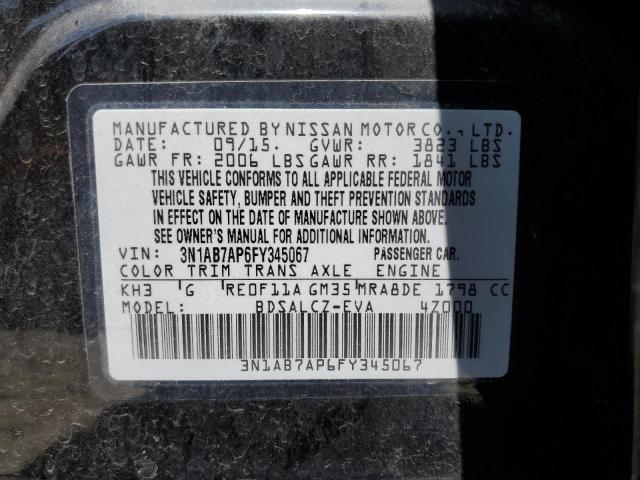 MANUFACTURED BY NISSAN MOTOR CO., LTD.
DATE: 09/15. GVWR: 3823 LBS
GAWR FR: 2006 LBS GAWR RR: 1841 LBS
THIS VEHICLE CONFORMS TO ALL APPLICABLE FEDERAL MOTOR
VEHICLE SAFETY, BUMPER AND THEFT PREVENTION STANDARDS
IN EFFECT ON THE DATE OF MANUFACTURE SHOWN ABOVE.
SEE OWNER'S MANUAL FOR ADDITIONAL INFORMATION.
VIN: 3N1AB7AP6FY345067 PASSENGER CAR.
COLOR TRIM TRANS AXLE ENGINE
KH3 G RE0F11A GM35 MRA8DE 1798 CC
MODEL: BDSALCZ-EVA 4Z000
3N1AB7AP6FY345067